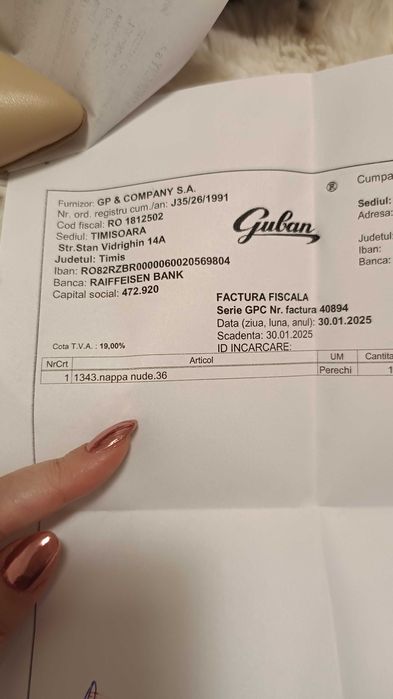 Furnizor: GP & COMPANY S.A.
Nr. ord. registru cum./an: J35/26/1991
Cod fiscal: RO 1812502
Sediul: TIMISOARA
Str.Stan Vidrighin 14A
Judetul: Timis
Iban: RO82RZBR0000060020569804
Banca: RAIFFEISEN BANK
Capital social: 472.920
Guban
®
Cumpa
Sediul:
Adresa:
Judetul
Iban:
Banca:
FACTURA FISCALA
Serie GPC Nr. factura 40894
Data (ziua, luna, anul): 30.01.2025
Scadenta: 30.01.2025
ID INCARCARE:
Cota T.V.A. : 19,00%
NrCrt Articol UM Cantita
1 1343.nappa nude.36 Perechi 1